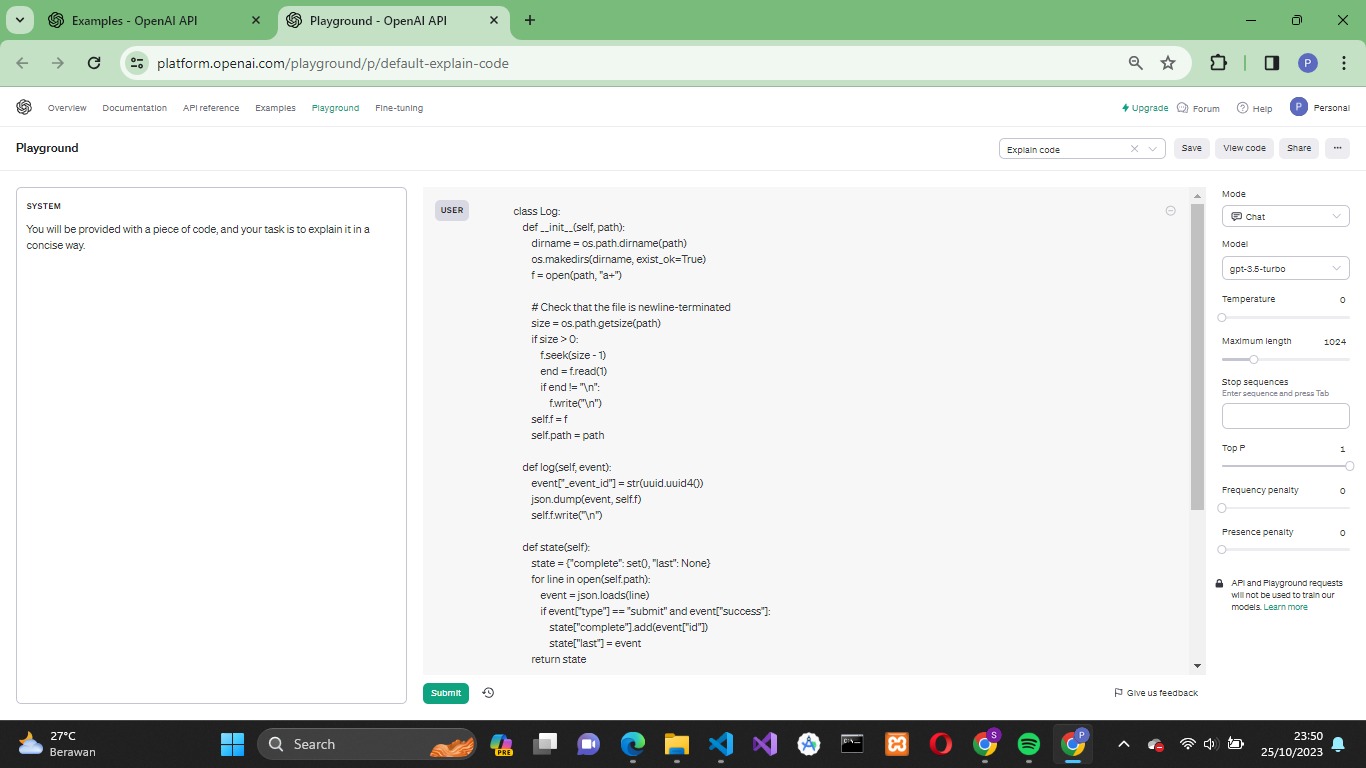 Examples - OpenAI API
Playground - OpenAI API
platform.openai.com/playground/p/default-explain-code
P
Overview Documentation API reference Examples Playground Fine-tuning
Upgrade Forum Help P Personal
Playground
Explain code
Save View code Share ...
SYSTEM
You will be provided with a piece of code, and your task is to explain it in a
concise way.
USER
class Log:
def __init__(self, path):
dirname = os.path.dirname(path)
os.makedirs(dirname, exist_ok=True)
f = open(path, "a+")
# Check that the file is newline-terminated
size = os.path.getsize(path)
if size > 0:
f.seek(size - 1)
end = f.read(1)
if end != "\n":
f.write("\n")
self.f = f
self.path = path
def log(self, event):
event["_event_id"] = str(uuid.uuid4())
json.dump(event, self.f)
self.f.write("\n")
def state(self):
state = {"complete": set(), "last": None}
for line in open(self.path):
event = json.loads(line)
if event["type"] == "submit" and event["success"]:
state["complete"].add(event["id"])
state["last"] = event
return state
Submit
Give us feedback
Mode
Chat
Model
gpt-3.5-turbo
Temperature 0
Maximum length 1024
Stop sequences
Enter sequence and press Tab
Top P 1
Frequency penalty 0
Presence penalty 0
API and Playground requests
will not be used to train our
models. Learn more
27°C
Berawan
Search
PRE
S
P
23:50
25/10/2023